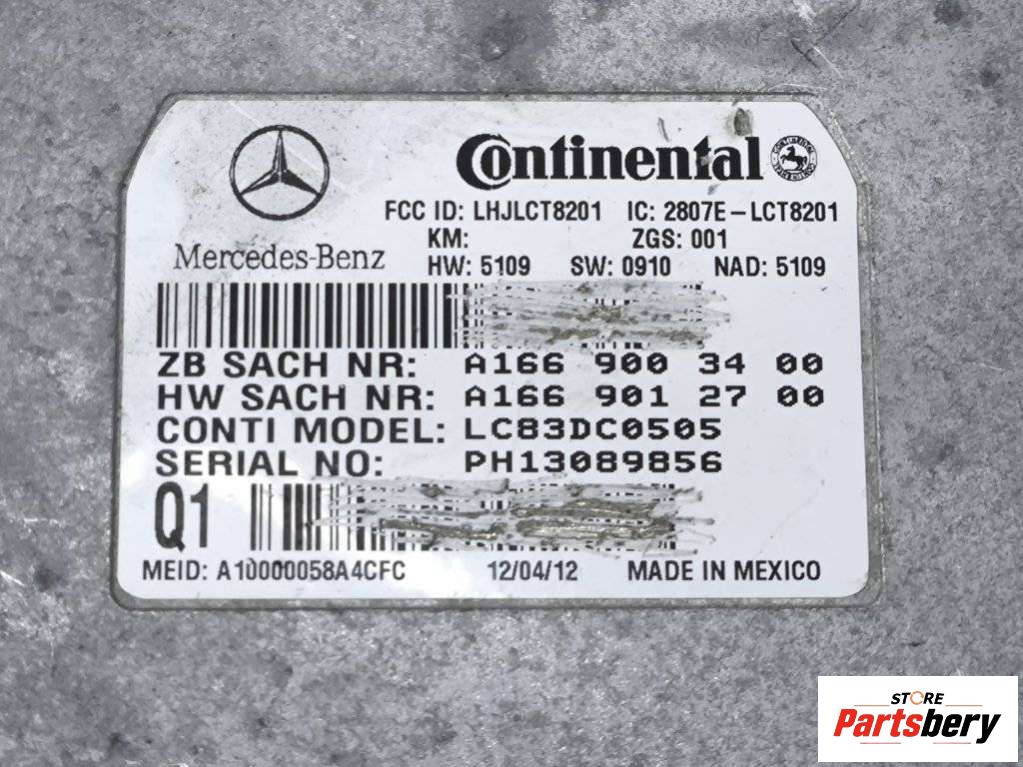 Continental
FCC ID: LHJLCT8201 IC: 2807E-LCT8201
KM: ZGS: 001
Mercedes-Benz
HW: 5109 SW: 0910 NAD: 5109
ZB SACH NR: A166 900 34 00
HW SACH NR: A166 901 27 00
CONTI MODEL: LC83DC0505
SERIAL NO: PH13089856
Q1
MEID: A10000058A4CFC 12/04/12 MADE IN MEXICO
STORE
Partsbery